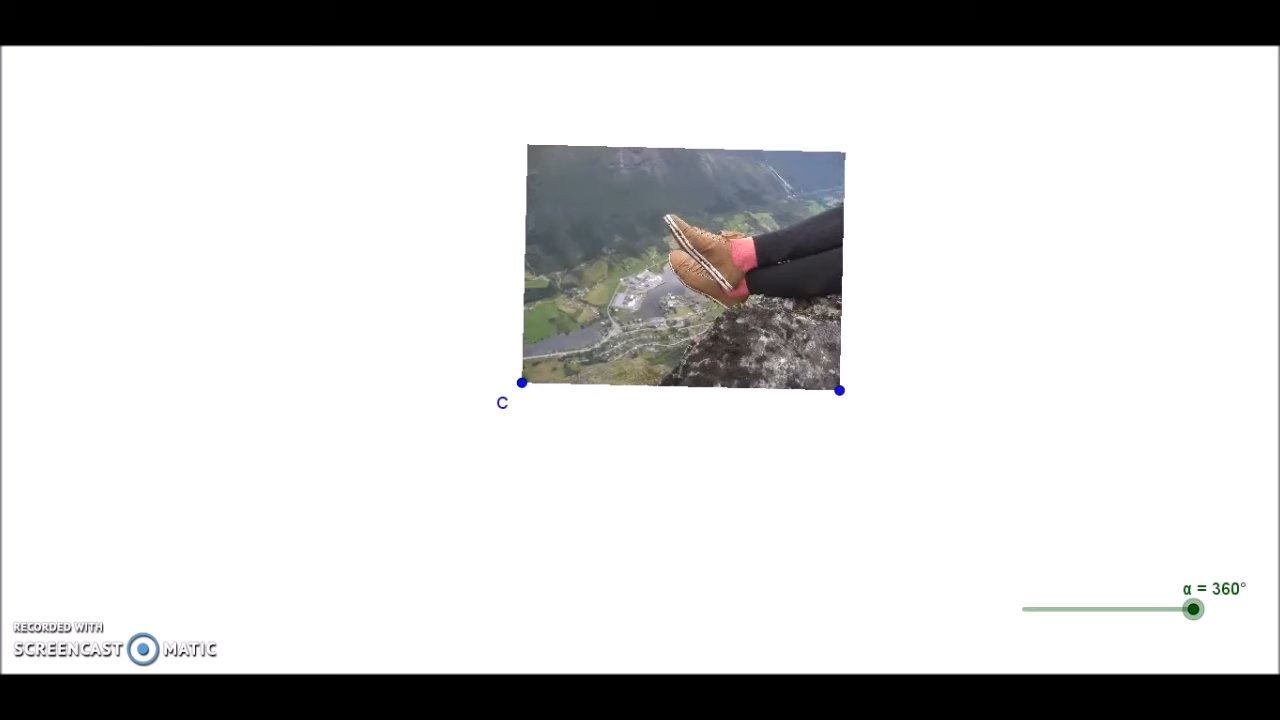 C
α = 360°
RECORDED WITH
SCREENCAST MATIC